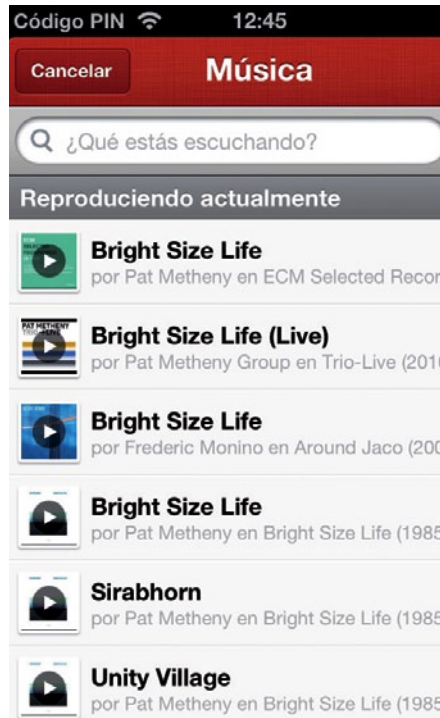 Código PIN 12:45
Cancelar Música
¿Qué estás escuchando?
Reproduciendo actualmente
Bright Size Life
por Pat Metheny en ECM Selected Recor
Bright Size Life (Live)
por Pat Metheny Group en Trio-Live (2010
Bright Size Life
por Frederic Monino en Around Jaco (200
Bright Size Life
por Pat Metheny en Bright Size Life (1985
Sirabhorn
por Pat Metheny en Bright Size Life (1985
Unity Village
por Pat Metheny en Bright Size Life (1985